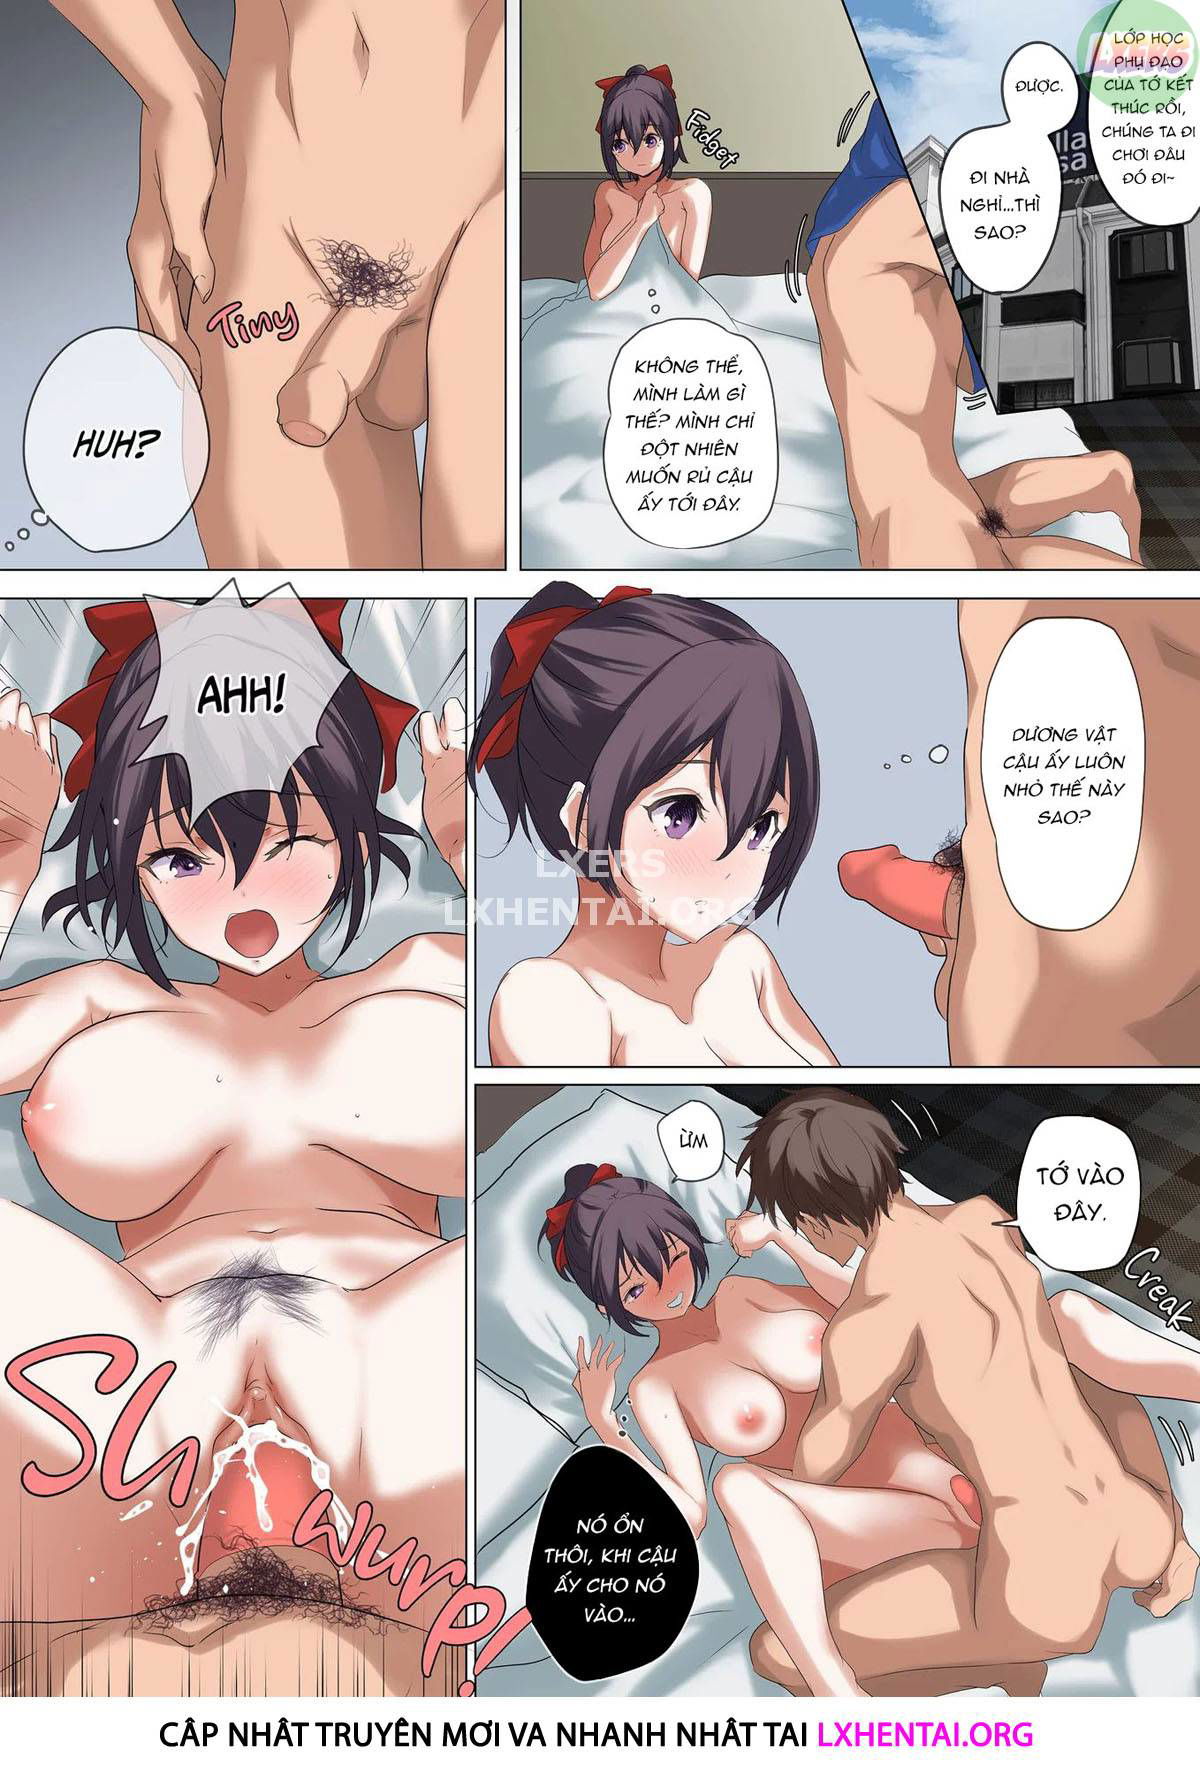 LỚP HỌC
PHỤ ĐẠO
CỦA TỚ KẾT
THÚC RỒI,
CHÚNG TA ĐI
CHƠI ĐÂU
ĐÓ ĐI~
ĐƯỢC.
ĐI NHÀ
NGHỈ...THÌ
SAO?
Fidget
KHÔNG THỂ,
MÌNH LÀM GÌ
THẾ? MÌNH CHỈ
ĐỘT NHIÊN
MUỐN RỦ CẬU
ẤY TỚI ĐÂY.
Tiny
HUH?
DƯƠNG VẬT
CẬU ẤY LUÔN
NHỎ THẾ NÀY
SAO?
AHH!
LXERS
LXHENTAI.ORG
TỚ VÀO
ĐÂY.
ỪM
Creak
NÓ ỔN
THÔI, KHI CẬU
ẤY CHO NÓ
VÀO...
SLI
WURP!
CẬP NHẬT TRUYỆN MỚI VÀ NHANH NHẤT TẠI LXHENTAI.ORG